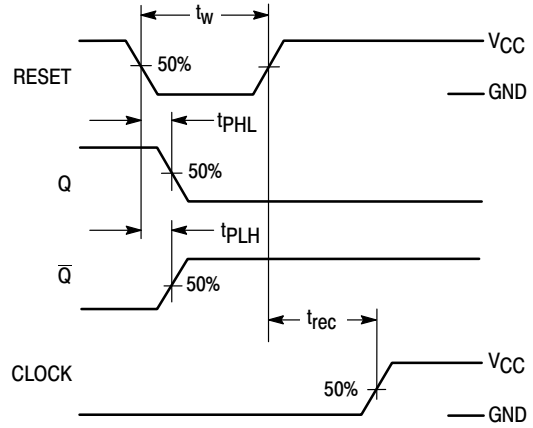 tw
VCC
50%
RESET
GND
tPHL
50%
Q
tPLH
Q̅
50%
trec
VCC
CLOCK
50%
GND